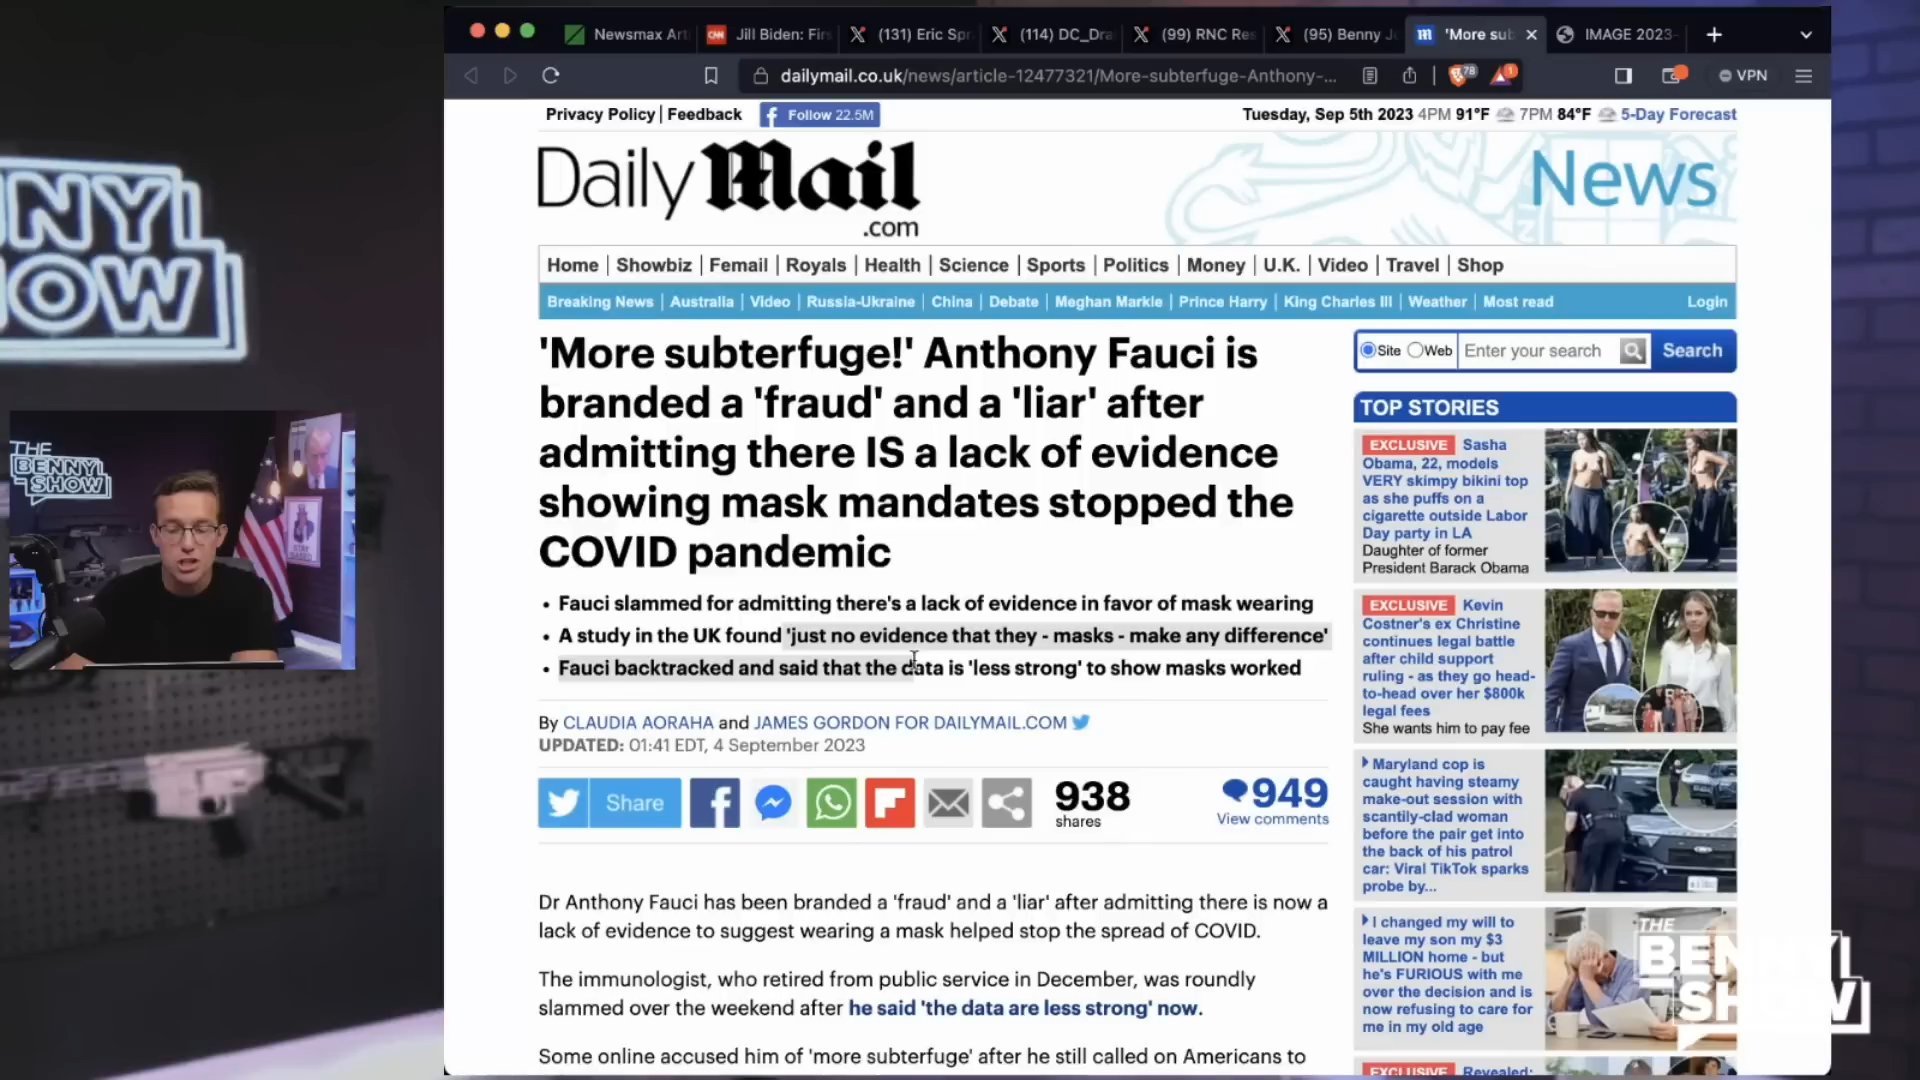 Newsmax Art
Jill Biden: Firs
(131) Eric Spr
(114) DC_Dra
(99) RNC Res
(95) Benny Jo
'More sub
IMAGE 2023-
dailymail.co.uk/news/article-12477321/More-subterfuge-Anthony-...
78
1
VPN
Privacy Policy | Feedback
Follow 22.5M
Tuesday, Sep 5th 2023 4PM 91°F 7PM 84°F 5-Day Forecast
Daily Mail
.com
News
Home | Showbiz | Femail | Royals | Health | Science | Sports | Politics | Money | U.K. | Video | Travel | Shop
Breaking News | Australia | Video | Russia-Ukraine | China | Debate | Meghan Markle | Prince Harry | King Charles III | Weather | Most read
Login
'More subterfuge!' Anthony Fauci is
branded a 'fraud' and a 'liar' after
admitting there IS a lack of evidence
showing mask mandates stopped the
COVID pandemic
• Fauci slammed for admitting there's a lack of evidence in favor of mask wearing
• A study in the UK found 'just no evidence that they - masks - make any difference'
• Fauci backtracked and said that the data is 'less strong' to show masks worked
By CLAUDIA AORAHA and JAMES GORDON FOR DAILYMAIL.COM
UPDATED: 01:41 EDT, 4 September 2023
Share
938
shares
949
View comments
Dr Anthony Fauci has been branded a 'fraud' and a 'liar' after admitting there is now a
lack of evidence to suggest wearing a mask helped stop the spread of COVID.
The immunologist, who retired from public service in December, was roundly
slammed over the weekend after he said 'the data are less strong' now.
Some online accused him of 'more subterfuge' after he still called on Americans to
Site Web Enter your search Search
TOP STORIES
EXCLUSIVE Sasha
Obama, 22, models
VERY skimpy bikini top
as she puffs on a
cigarette outside Labor
Day party in LA
Daughter of former
President Barack Obama
EXCLUSIVE Kevin
Costner's ex Christine
continues legal battle
after child support
ruling - as they go head-
to-head over her $800k
legal fees
She wants him to pay fee
Maryland cop is
caught having steamy
make-out session with
scantily-clad woman
before the pair get into
the back of his patrol
car: Viral TikTok sparks
probe by...
I changed my will to
leave my son my $3
MILLION home - but
he's FURIOUS with me
over the decision and is
now refusing to care for
me in my old age
EXCLUSIVE Revealed:
NNY
OW
THE
BENNY
SHOW
THE
BENNY
SHOW